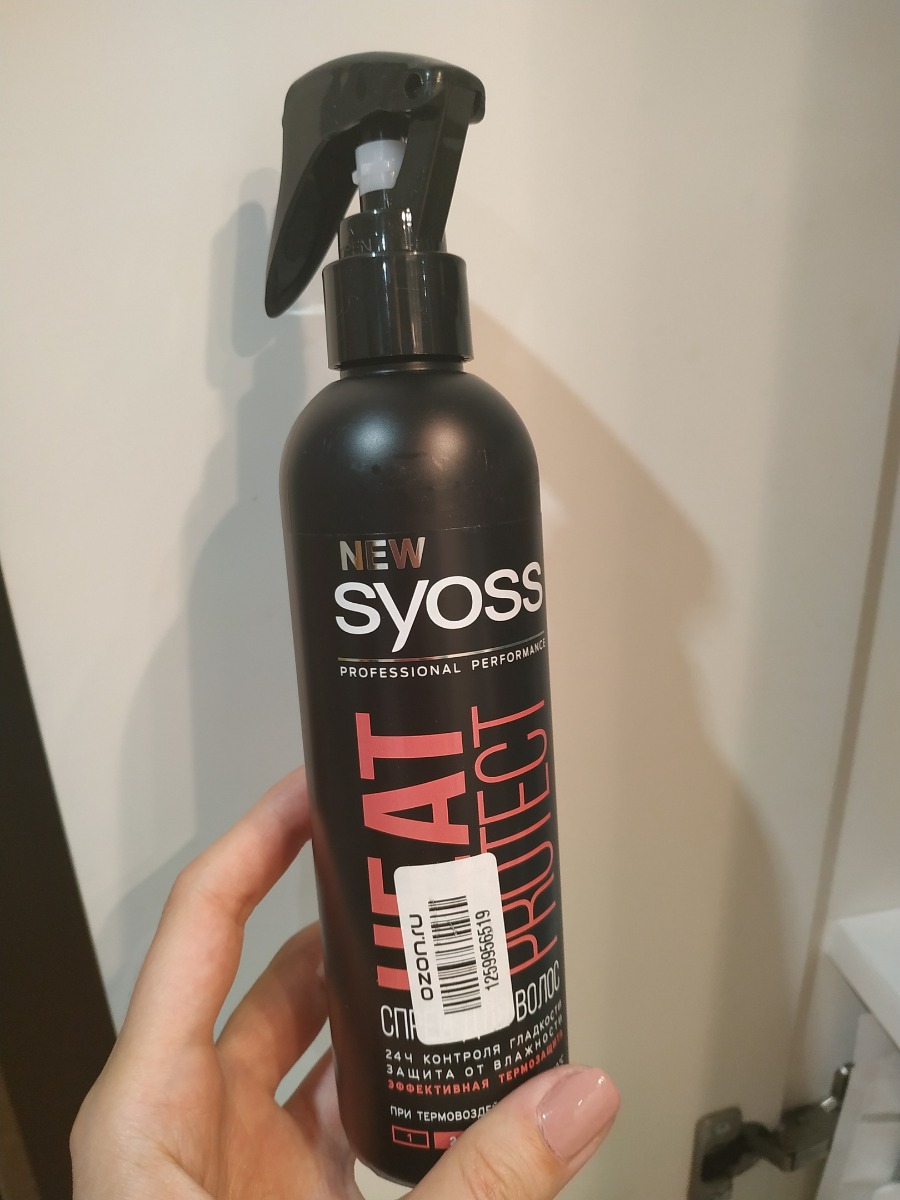 NEW
syoss
PROFESSIONAL PERFORMANCE
HEAT
PROTECT
ozon.ru
1259956519
ВОЛОС
24Ч КОНТРОЛЯ ГЛАДКОСТИ
ЗАЩИТА ОТ ВЛАЖНОСТИ
ЭФФЕКТИВНАЯ ТЕРМОЗАЩИТА
ПРИ
1